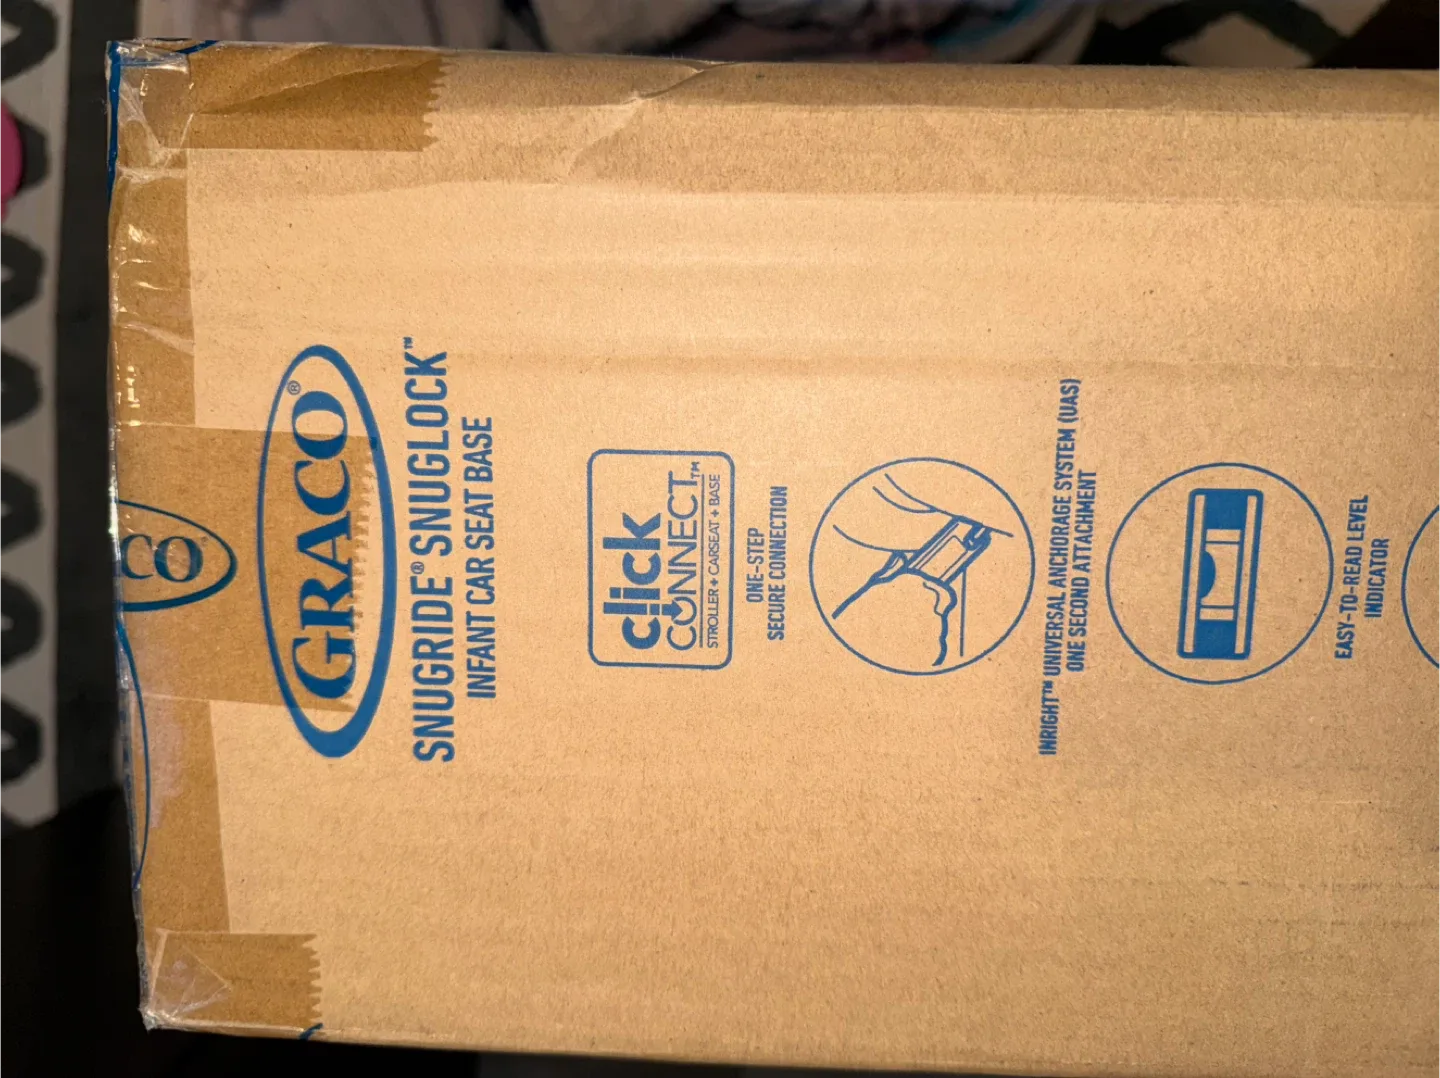 GRACO®
SNUGRIDE® SNUGLOCK™
INFANT CAR SEAT BASE
click
CONNECT™
STROLLER + CARSEAT + BASE
ONE-STEP
SECURE CONNECTION
INRIGHT™ UNIVERSAL ANCHORAGE SYSTEM (UAS)
ONE SECOND ATTACHMENT
EASY-TO-READ LEVEL
INDICATOR
CO®